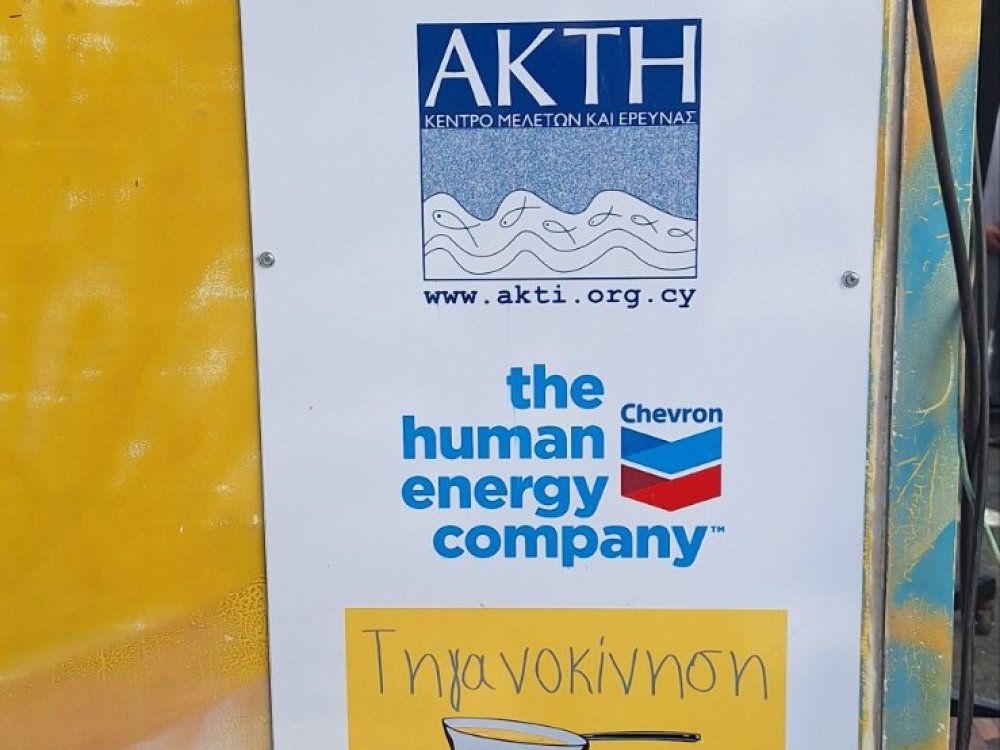 ΑΚΤΗ
ΚΕΝΤΡΟ ΜΕΛΕΤΩΝ ΚΑΙ ΕΡΕΥΝΑΣ
www.akti.org.cy
the
human
energy
company™
Chevron
Τηγανοκίνηση